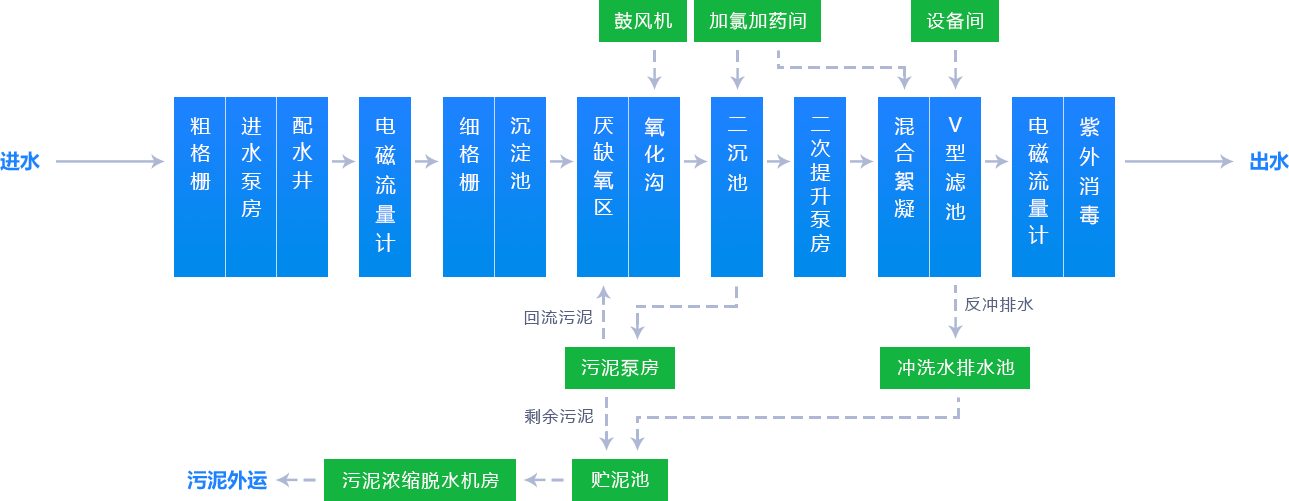 鼓风机
加氯加药间
设备间
进水
粗格栅
进水泵房
配水井
电磁流量计
细格栅
沉淀池
厌缺氧区
氧化沟
二沉池
二次提升泵房
混合絮凝
V型滤池
电磁流量计
紫外消毒
出水
回流污泥
反冲排水
污泥泵房
冲洗水排水池
剩余污泥
污泥外运
污泥浓缩脱水机房
贮泥池